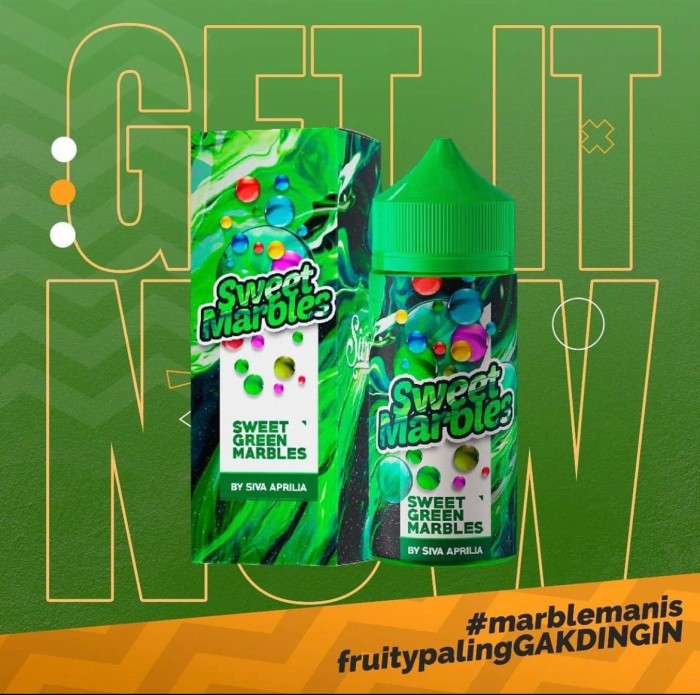 GET IT
NOW
Sweet
Marbles
SWEET
GREEN
MARBLES
BY SIVA APRILIA
Sweet
Marbles
SWEET
GREEN
MARBLES
BY SIVA APRILIA
#marblemanis
fruitypalingGAKDINGIN